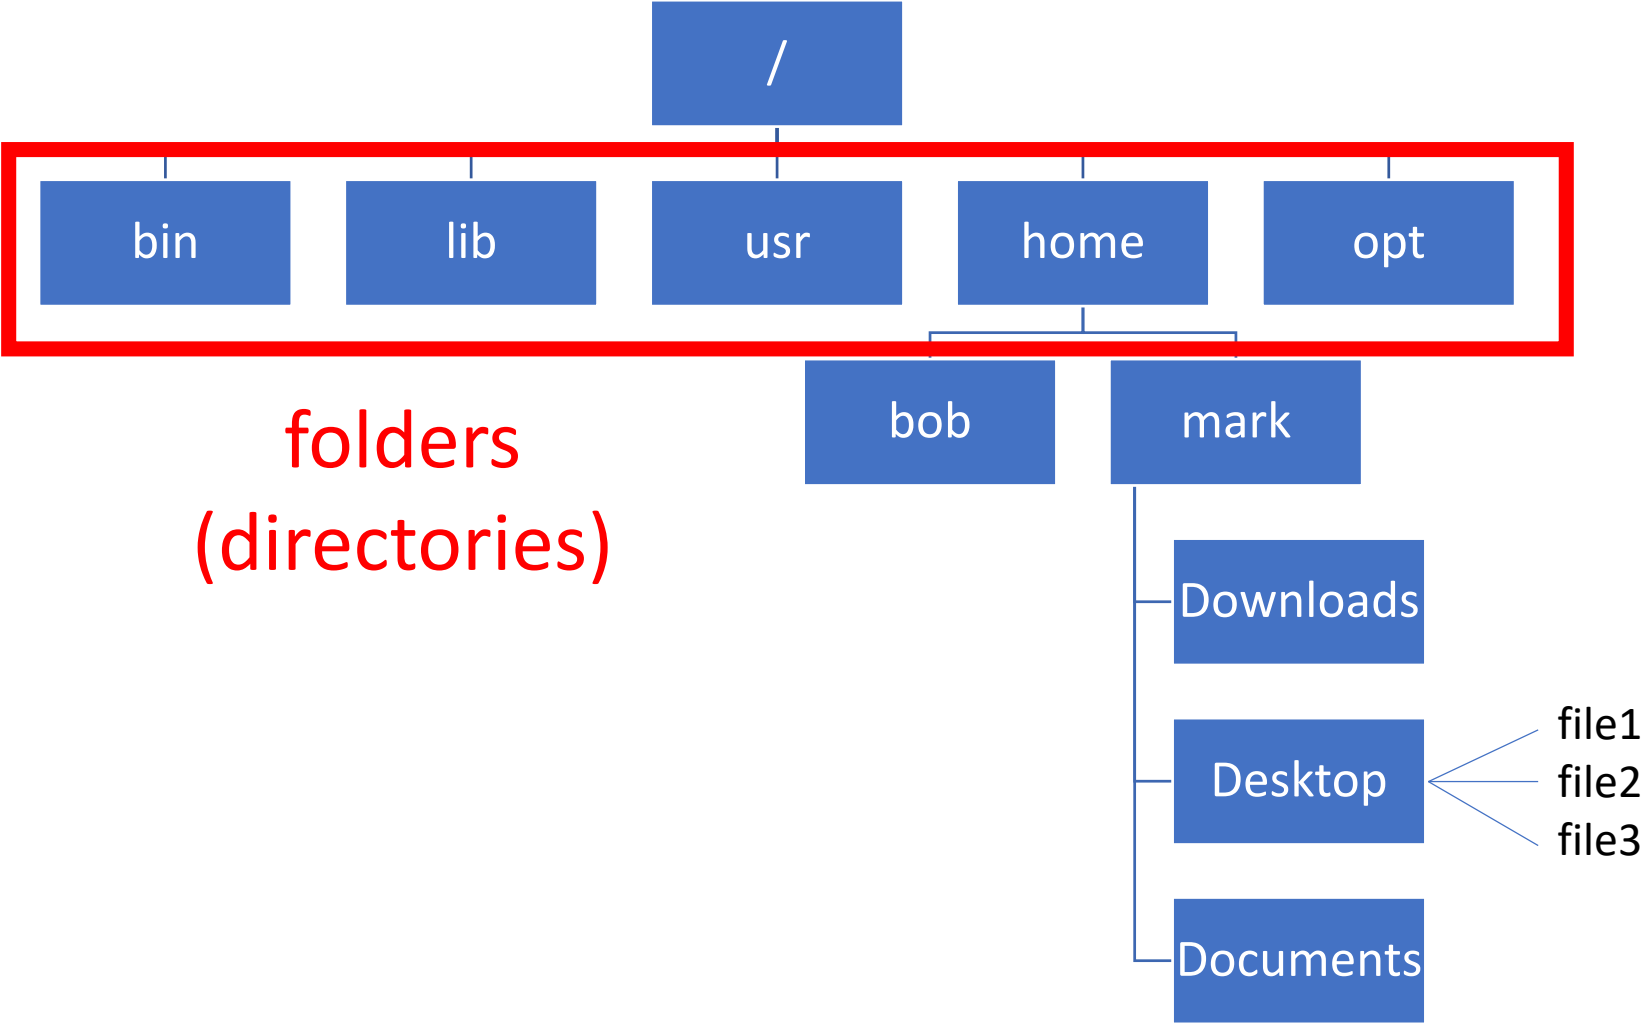 /
bin
lib
usr
home
opt
bob
mark
folders
(directories)
Downloads
Desktop
file1
file2
file3
Documents